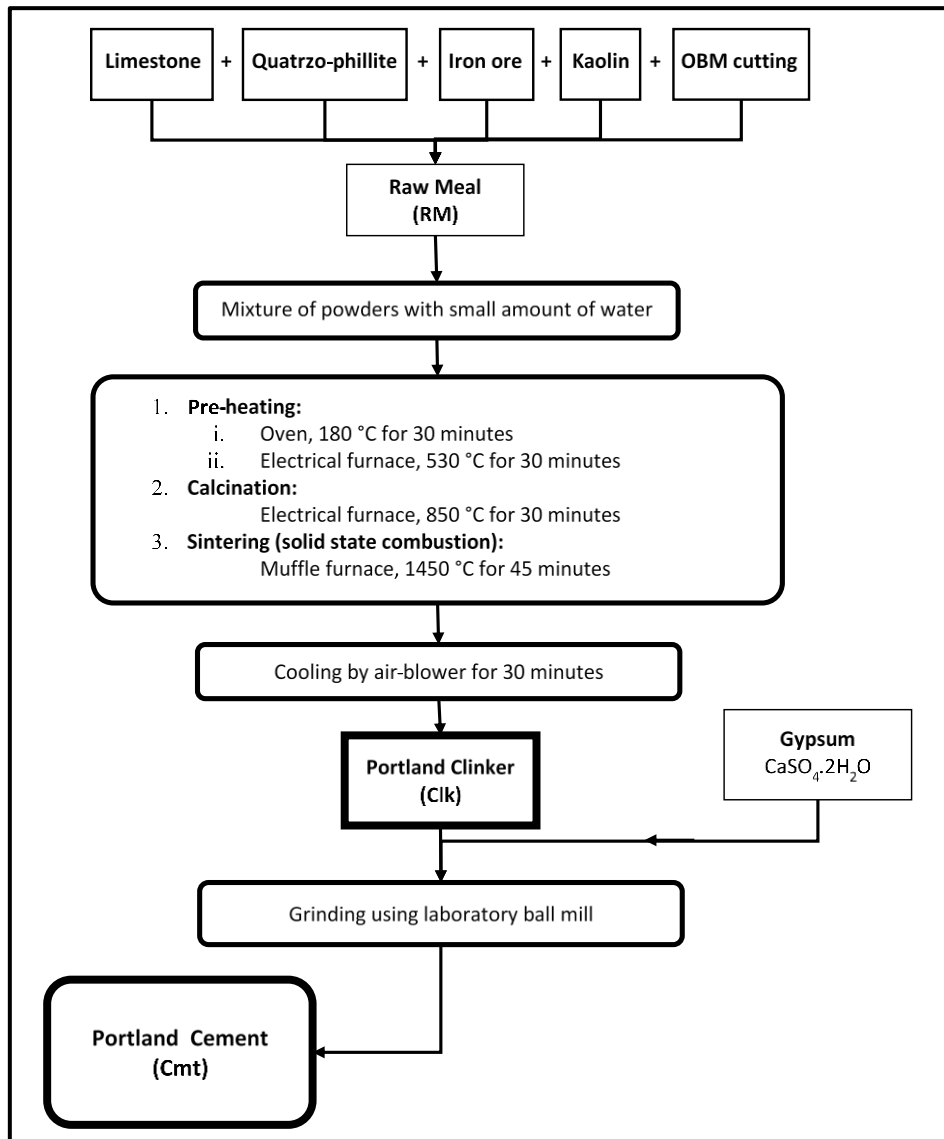 Limestone + Quatrzo-phillite + Iron ore + Kaolin + OBM cutting
Raw Meal
(RM)
Mixture of powders with small amount of water
1. Pre-heating:
i. Oven, 180 °C for 30 minutes
ii. Electrical furnace, 530 °C for 30 minutes
2. Calcination:
Electrical furnace, 850 °C for 30 minutes
3. Sintering (solid state combustion):
Muffle furnace, 1450 °C for 45 minutes
Cooling by air-blower for 30 minutes
Gypsum
CaSO₄.2H₂O
Portland Clinker
(Clk)
Grinding using laboratory ball mill
Portland Cement
(Cmt)